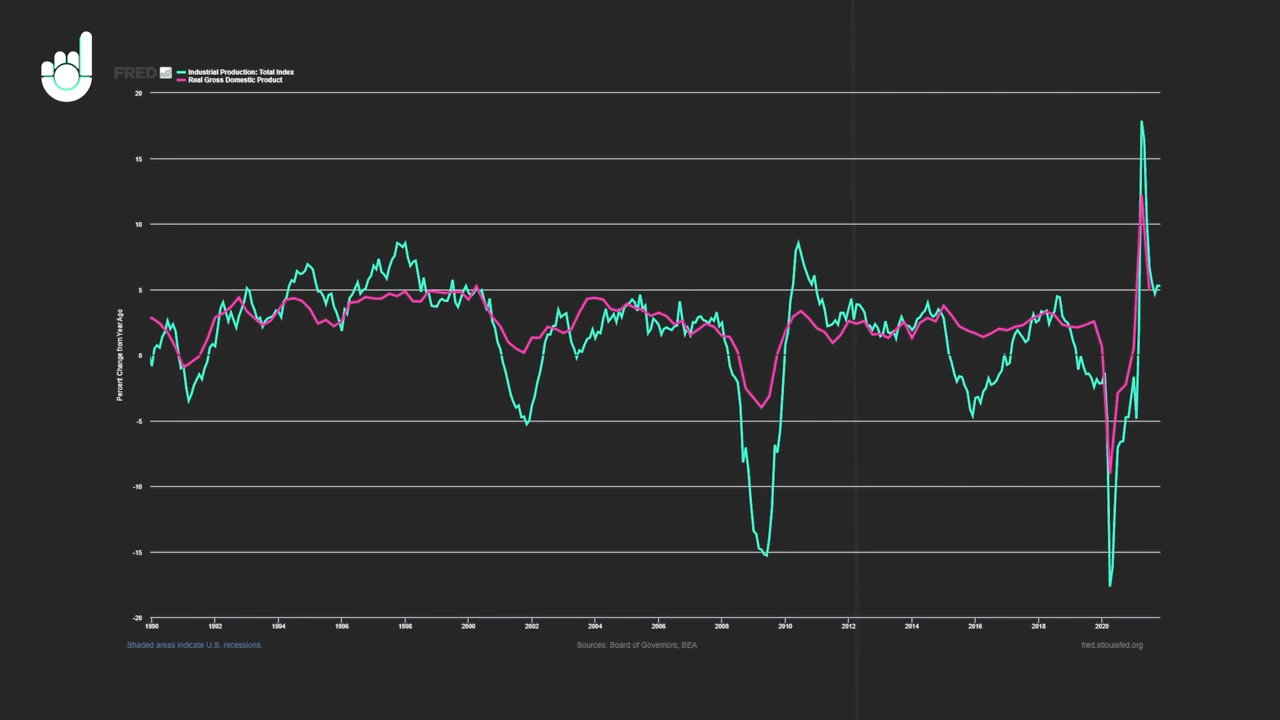 FRED
Industrial Production: Total Index
Real Gross Domestic Product
20
15
10
5
0
-5
-10
-15
-20
Percent Change from Year Ago
1990 1992 1994 1996 1998 2000 2002 2004 2006 2008 2010 2012 2014 2016 2018 2020
Shaded areas indicate U.S. recessions.
Sources: Board of Governors; BEA
fred.stlouisfed.org